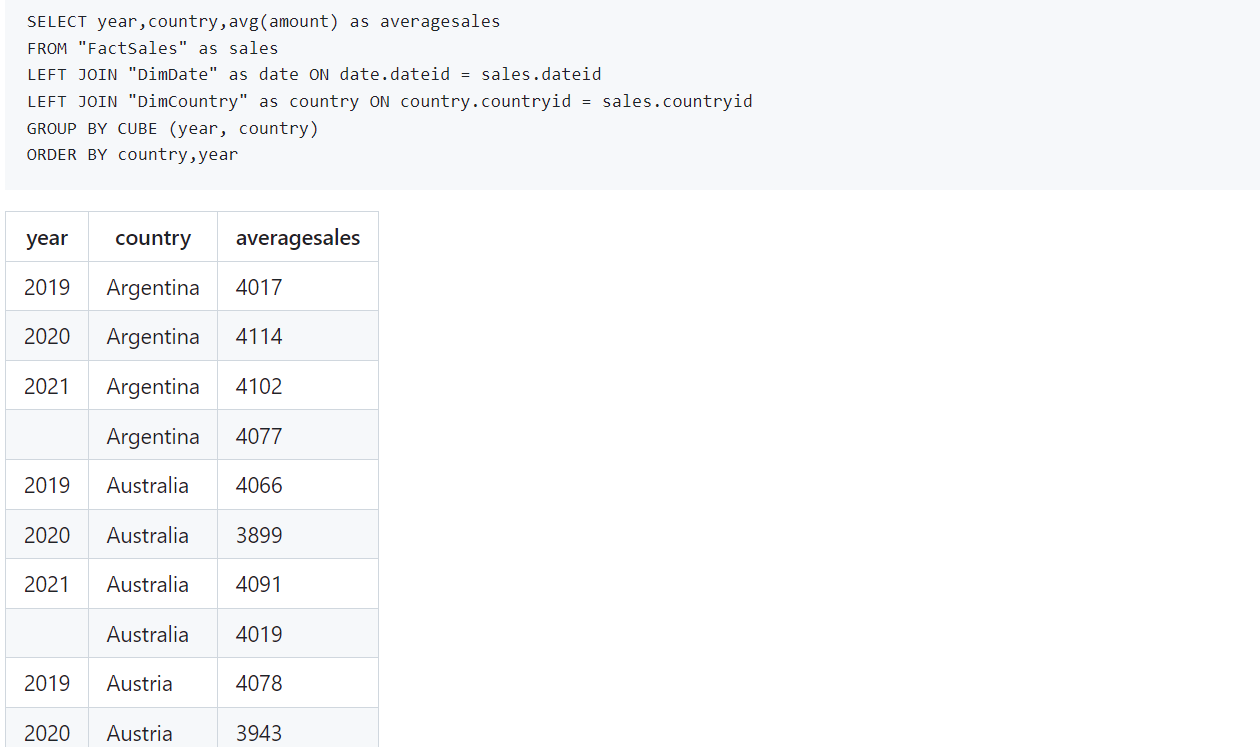 SELECT year,country,avg(amount) as averagesales
FROM "FactSales" as sales
LEFT JOIN "DimDate" as date ON date.dateid = sales.dateid
LEFT JOIN "DimCountry" as country ON country.countryid = sales.countryid
GROUP BY CUBE (year, country)
ORDER BY country,year
year country averagesales
2019 Argentina 4017
2020 Argentina 4114
2021 Argentina 4102
Argentina 4077
2019 Australia 4066
2020 Australia 3899
2021 Australia 4091
Australia 4019
2019 Austria 4078
2020 Austria 3943